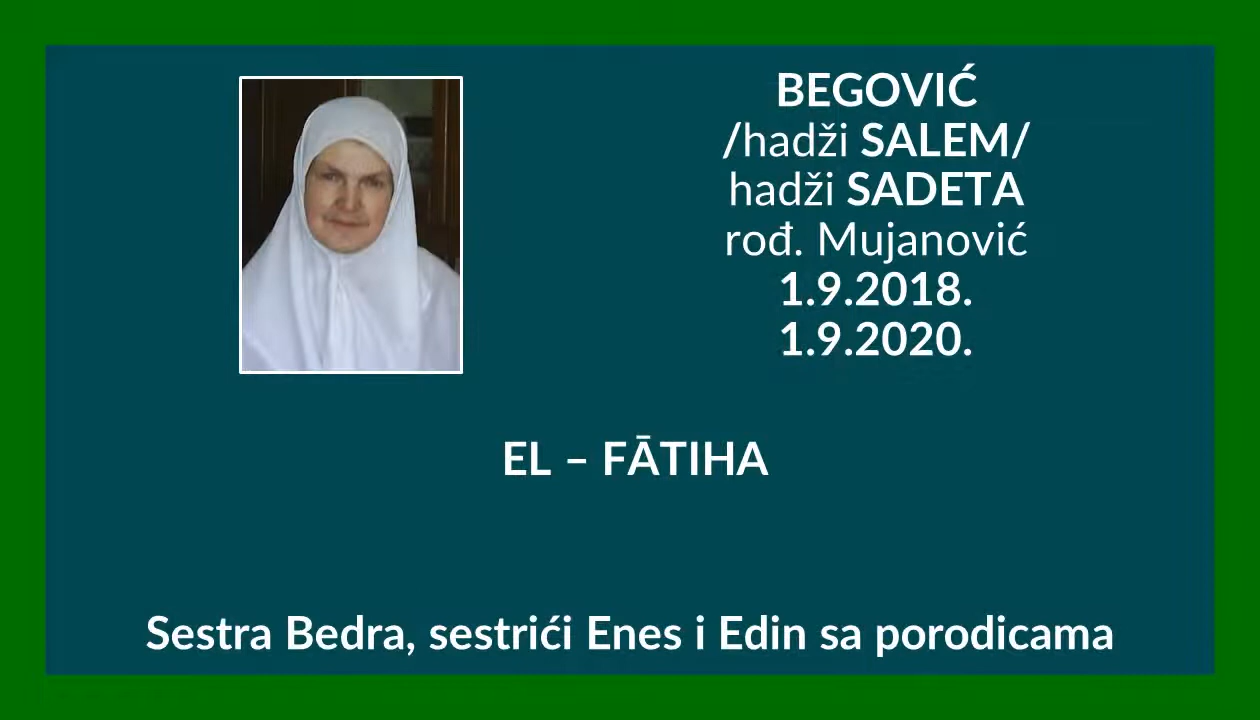 BEGOVIĆ
/hadži SALEM/
hadži SADETA
rođ. Mujanović
1.9.2018.
1.9.2020.
EL – FĀTIHA
Sestra Bedra, sestrići Enes i Edin sa porodicama